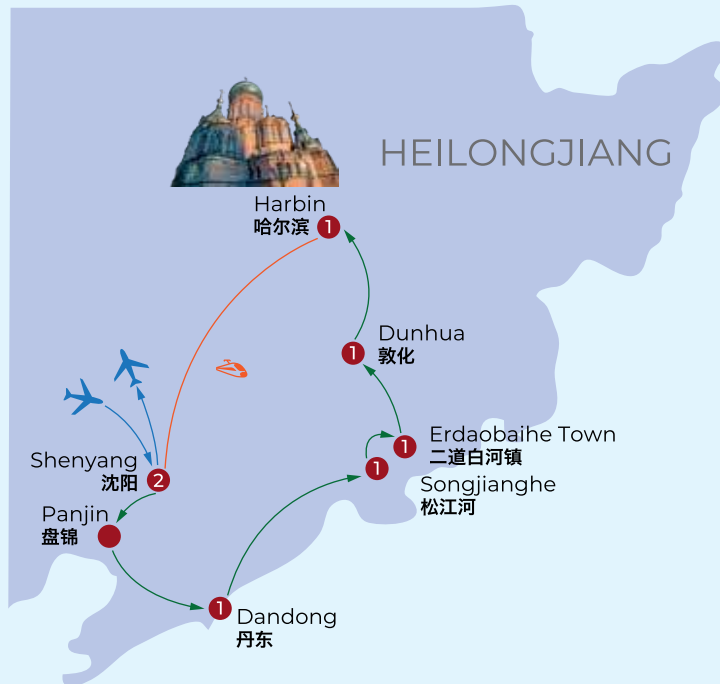 HEILONGJIANG
Harbin
哈尔滨
1
Dunhua
敦化
1
Erdaobaihe Town
二道白河镇
1
Songjianghe
松江河
1
Shenyang
沈阳
2
Panjin
盘锦
Dandong
丹东
1